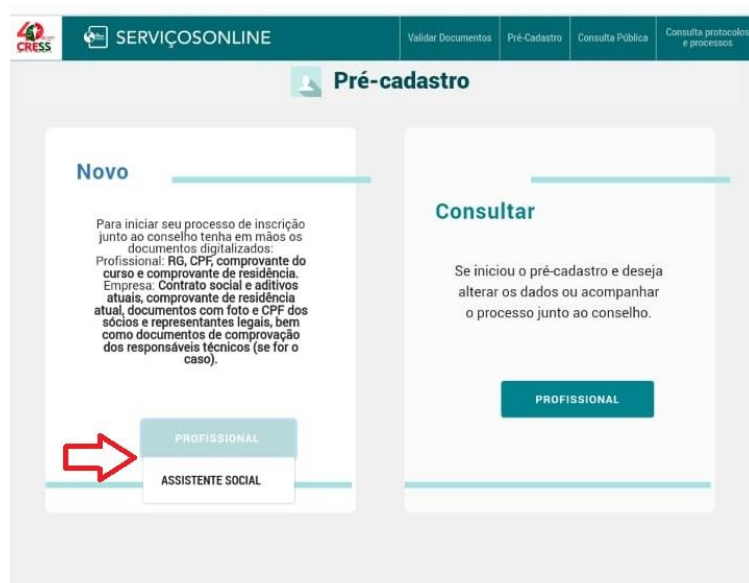 40
CRESS
SERVIÇOSONLINE
Validar Documentos
Pré-Cadastro
Consulta Pública
Consulta protocolos
e processos
Pré-cadastro
Novo
Para iniciar seu processo de inscrição
junto ao conselho tenha em mãos os
documentos digitalizados:
Profissional: RG, CPF, comprovante do
curso e comprovante de residência.
Empresa: Contrato social e aditivos
atuais, comprovante de residência
atual, documentos com foto e CPF dos
sócios e representantes legais, bem
como documentos de comprovação
dos responsáveis técnicos (se for o
caso).
PROFISSIONAL
ASSISTENTE SOCIAL
Consultar
Se iniciou o pré-cadastro e deseja
alterar os dados ou acompanhar
o processo junto ao conselho.
PROFISSIONAL